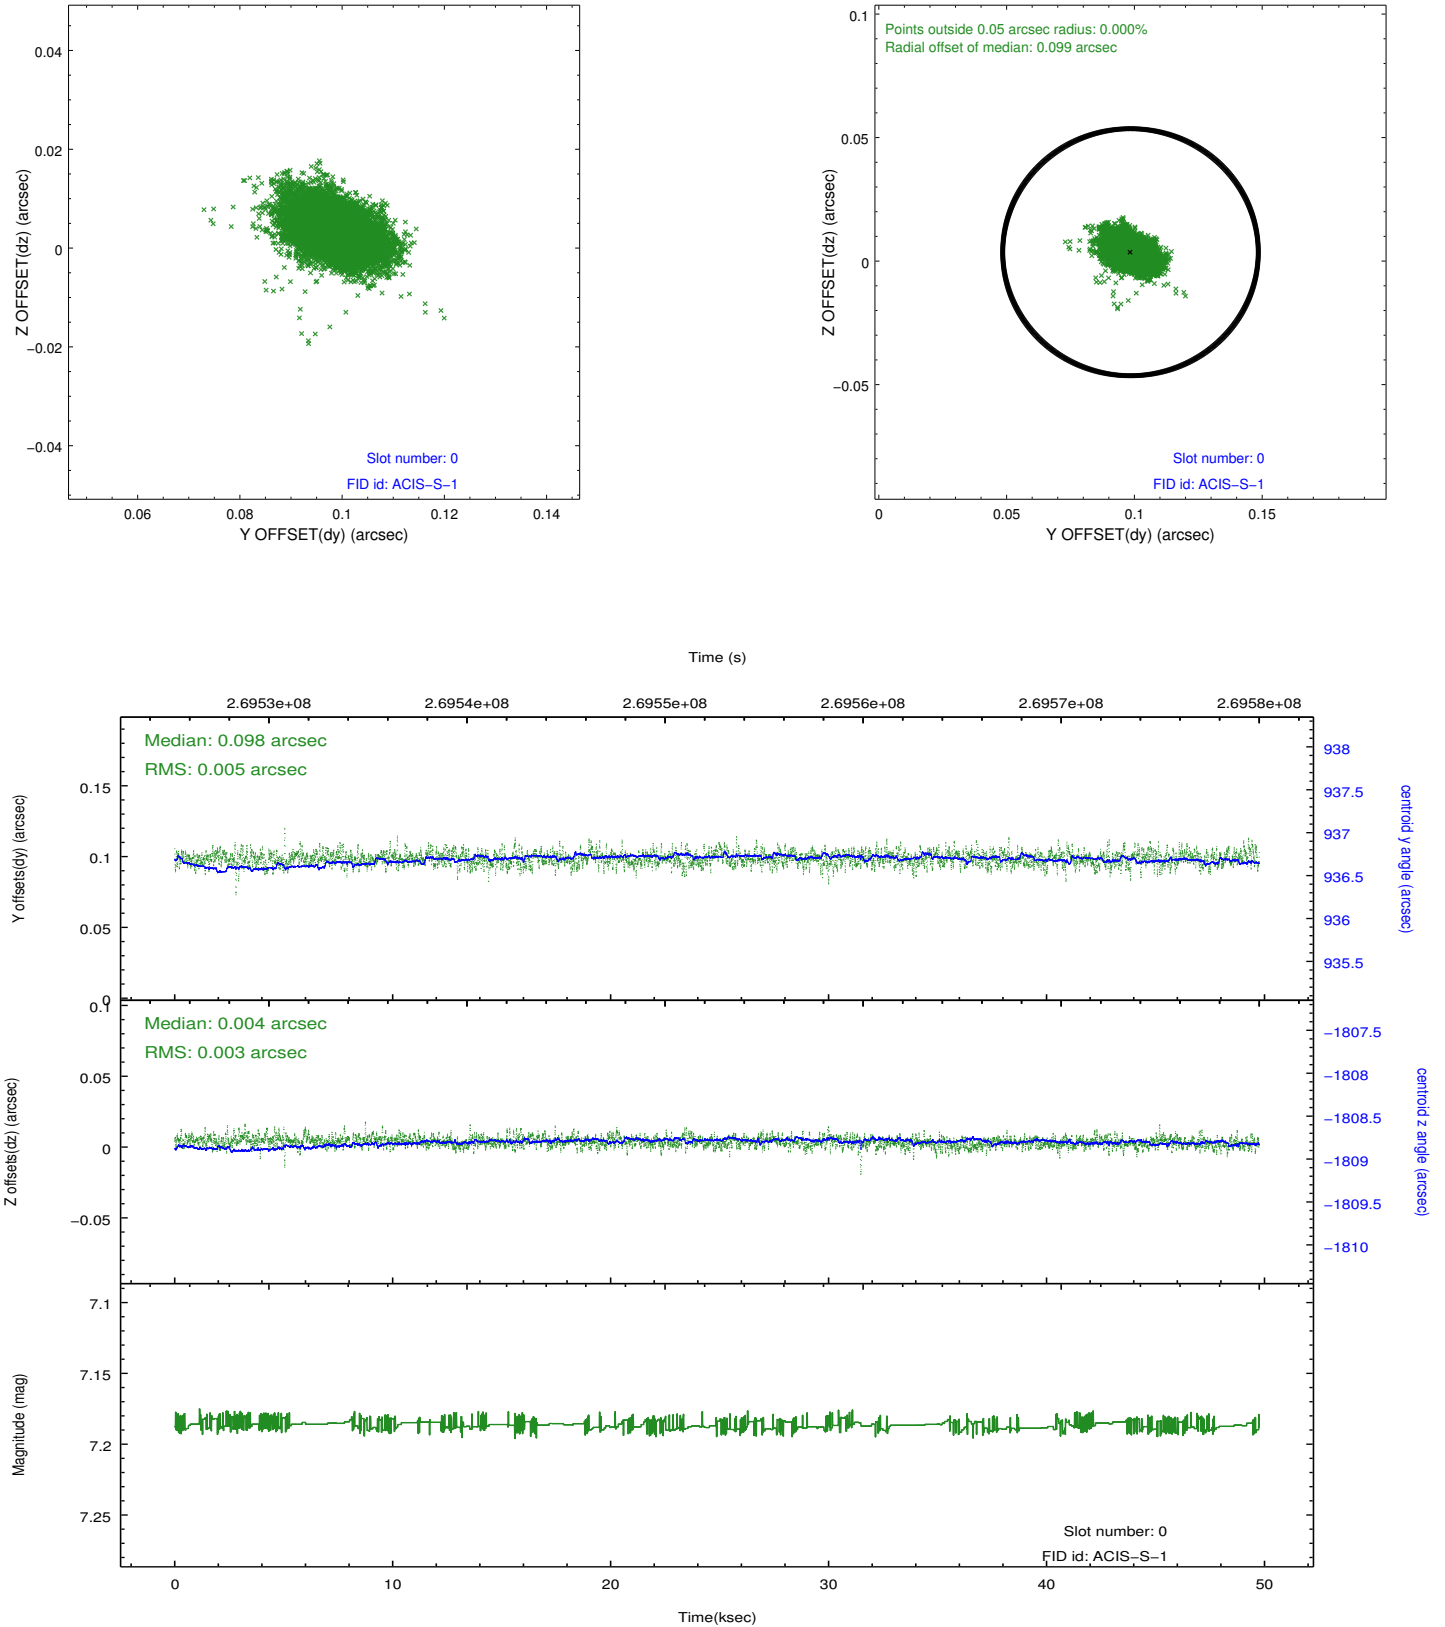 0.04
0.02
0
−0.02
−0.04
Z OFFSET(dz) (arcsec)
Slot number: 0
FID id: ACIS−S−1
0.06
0.08
0.1
0.12
0.14
Y OFFSET(dy) (arcsec)
Points outside 0.05 arcsec radius: 0.000%
Radial offset of median: 0.099 arcsec
0.1
0.05
0
−0.05
Z OFFSET(dz) (arcsec)
Slot number: 0
FID id: ACIS−S−1
0
0.05
0.1
0.15
Y OFFSET(dy) (arcsec)
Time (s)
2.6953e+08
2.6954e+08
2.6955e+08
2.6956e+08
2.6957e+08
2.6958e+08
Median: 0.098 arcsec
RMS: 0.005 arcsec
0.15
0.1
0.05
0
Y offsets(dy) (arcsec)
938
937.5
937
936.5
936
935.5
centroid y angle (arcsec)
Median: 0.004 arcsec
RMS: 0.003 arcsec
0.1
0.05
0
−0.05
Z offsets(dz) (arcsec)
−1807.5
−1808
−1808.5
−1809
−1809.5
−1810
centroid z angle (arcsec)
7.1
7.15
7.2
7.25
Magnitude (mag)
Slot number: 0
FID id: ACIS−S−1
0
10
20
30
40
50
Time(ksec)